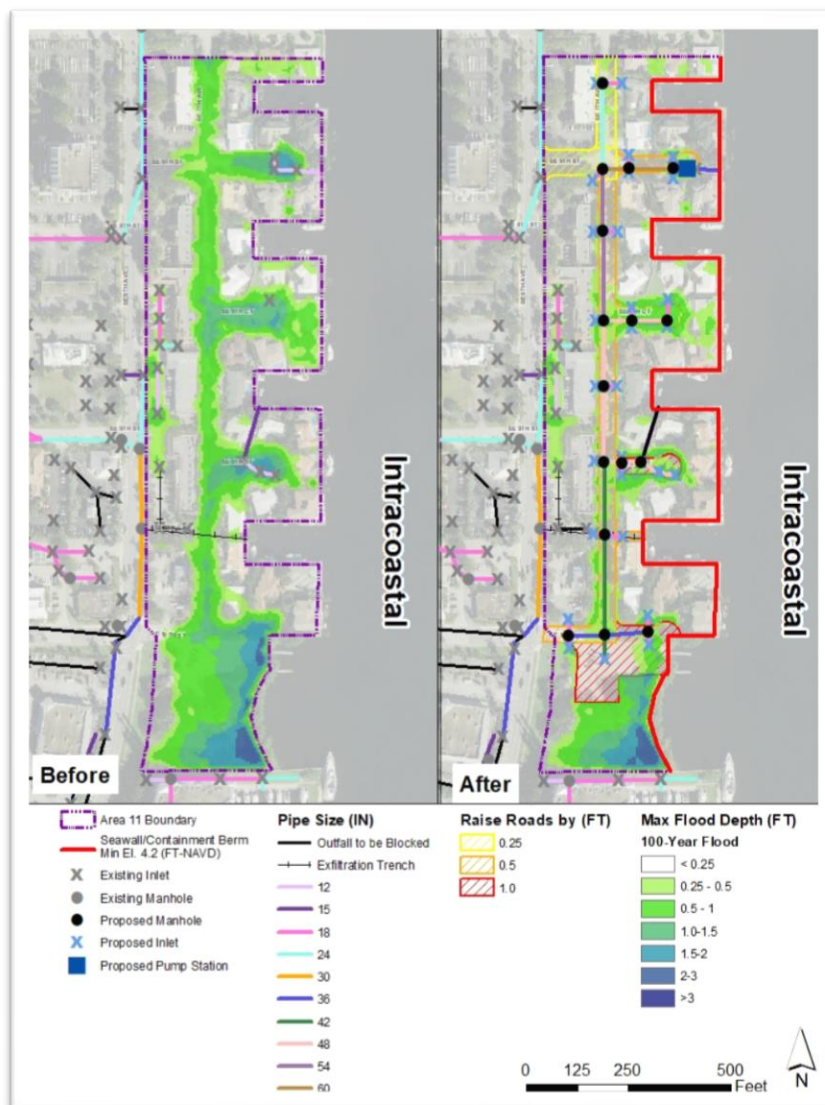 Intracoastal
Intracoastal
Before
After
Area 11 Boundary
Seawall/Containment Berm
Min El. 4.2 (FT-NAVD)
Existing Inlet
Existing Manhole
Proposed Manhole
Proposed Inlet
Proposed Pump Station
Pipe Size (IN)
Outfall to be Blocked
Exfiltration Trench
12
15
18
24
30
36
42
48
54
60
Raise Roads by (FT)
0.25
0.5
1.0
Max Flood Depth (FT)
100-Year Flood
< 0.25
0.25 - 0.5
0.5 - 1
1.0-1.5
1.5-2
2-3
>3
0 125 250 500
Feet
N